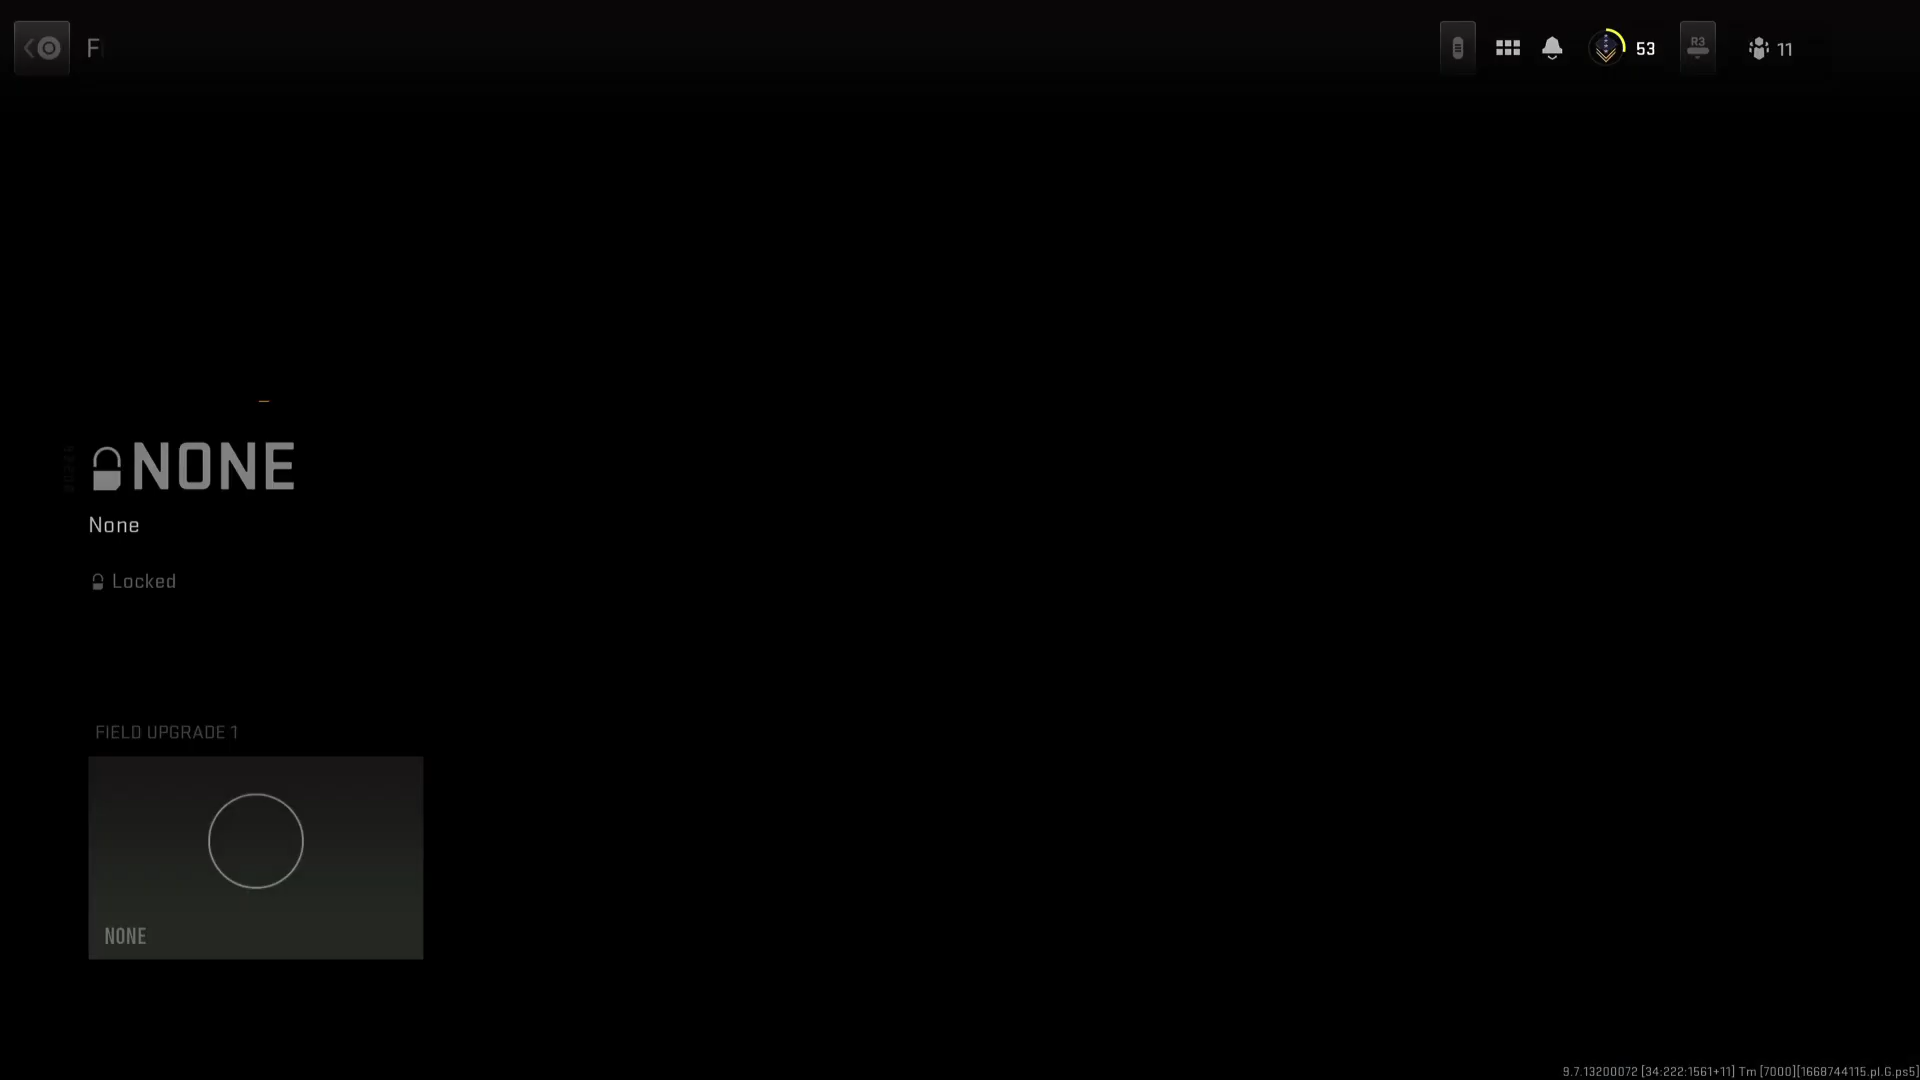 F
53
R3
11
NONE
None
Locked
FIELD UPGRADE 1
NONE
9.7.13200072 [34:222:1561+11] Tm [7000][1668744115.pl.G.ps5]